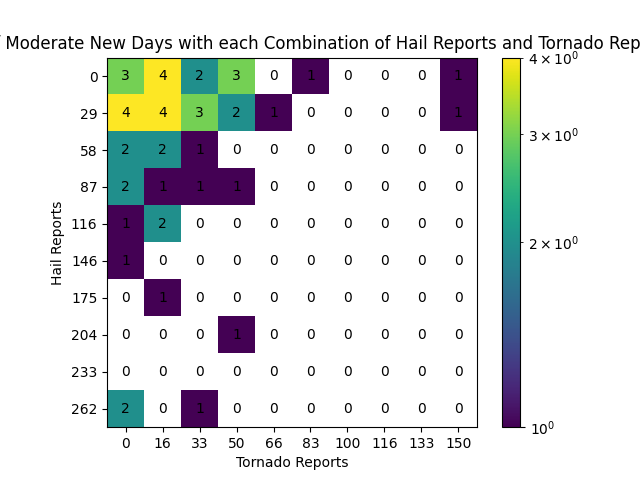 Moderate New Days with each Combination of Hail Reports and Tornado Rep
0 3 4 2 3 0 1 0 0 0 1
29 4 4 3 2 1 0 0 0 0 1
58 2 2 1 0 0 0 0 0 0 0
87 2 1 1 1 0 0 0 0 0 0
116 1 2 0 0 0 0 0 0 0 0
146 1 0 0 0 0 0 0 0 0 0
175 0 1 0 0 0 0 0 0 0 0
204 0 0 0 1 0 0 0 0 0 0
233 0 0 0 0 0 0 0 0 0 0
262 2 0 1 0 0 0 0 0 0 0
0 16 33 50 66 83 100 116 133 150
Tornado Reports
Hail Reports
4 × 10⁰
3 × 10⁰
2 × 10⁰
10⁰